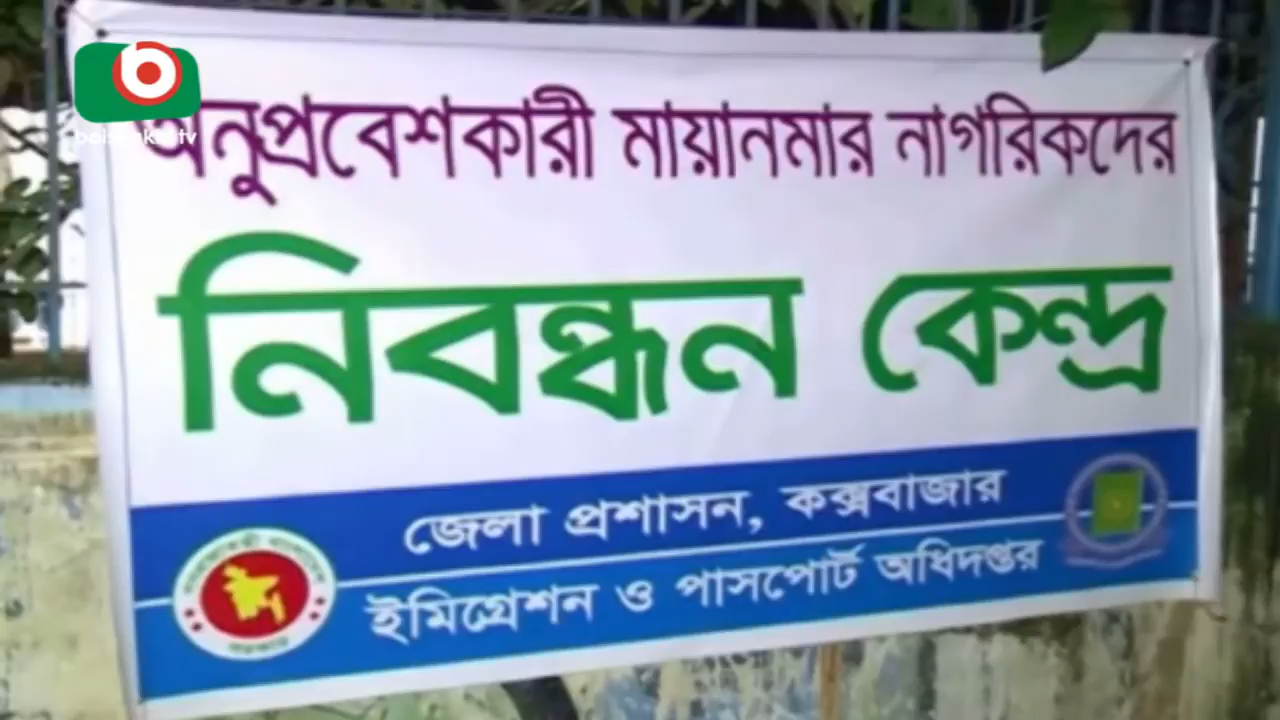 অনুপ্রবেশকারী মায়ানমার নাগরিকদের
নিবন্ধন কেন্দ্র
জেলা প্রশাসন, কক্সবাজার
ইমিগ্রেশন ও পাসপোর্ট অধিদপ্তর